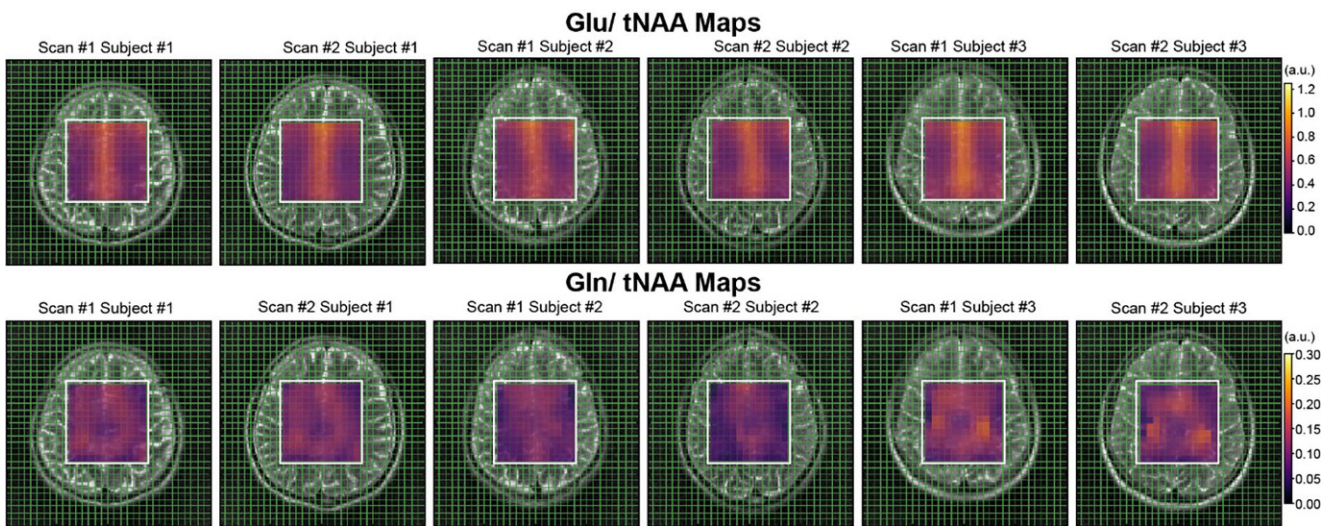 Glu/ tNAA Maps
Scan #1 Subject #1
Scan #2 Subject #1
Scan #1 Subject #2
Scan #2 Subject #2
Scan #1 Subject #3
Scan #2 Subject #3
(a.u.)
1.2
1.0
0.8
0.6
0.4
0.2
0.0
Gln/ tNAA Maps
Scan #1 Subject #1
Scan #2 Subject #1
Scan #1 Subject #2
Scan #2 Subject #2
Scan #1 Subject #3
Scan #2 Subject #3
(a.u.)
0.30
0.25
0.20
0.15
0.10
0.05
0.00